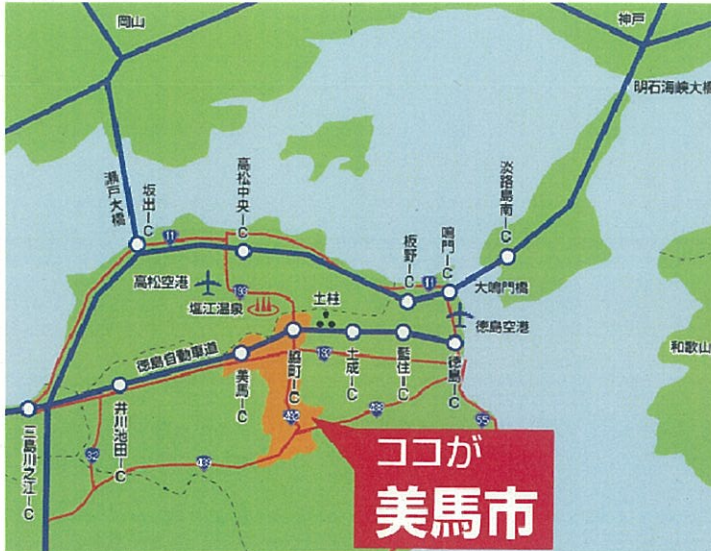 岡山
神戸
明石海峡大橋
瀬戸大橋
坂出IC
高松中央IC
淡路島南IC
鳴門IC
板野IC
11
11
高松空港
大鳴門橋
193
塩江温泉
土柱
徳島空港
徳島自動車道
和歌山
美馬IC
脇町IC
土成IC
藍住IC
徳島IC
井川池田IC
三島川之江IC
32
438
55
ココが
美馬市